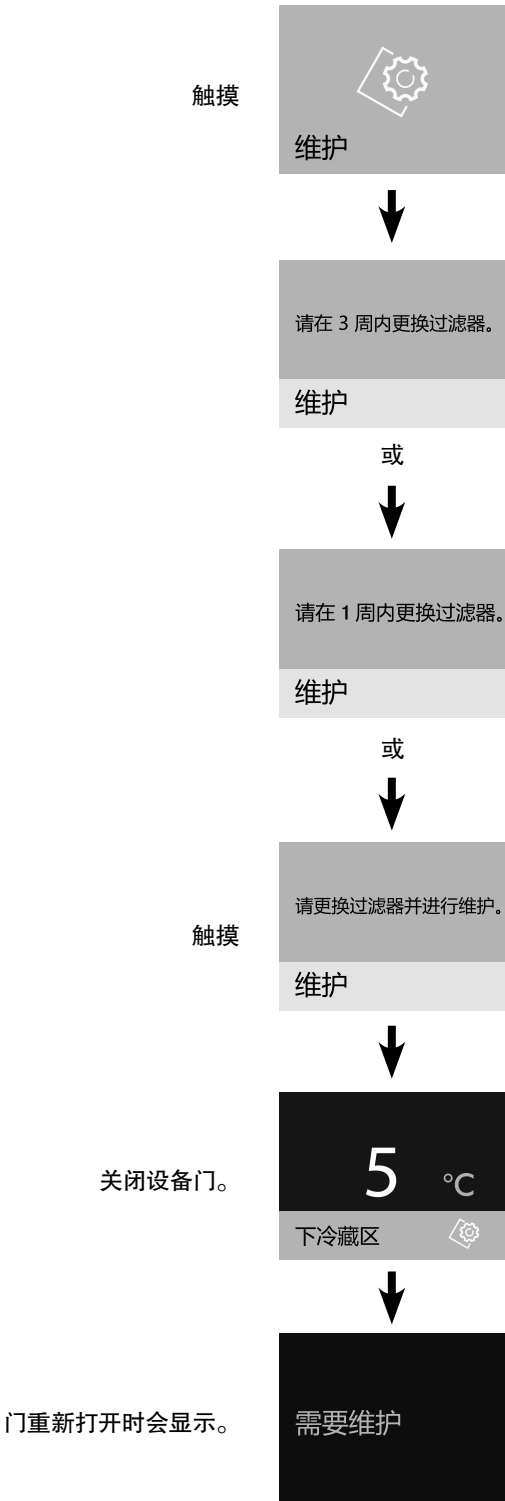 触摸
维护
请在 3 周内更换过滤器。
维护
或
请在 1 周内更换过滤器。
维护
或
请更换过滤器并进行维护。
触摸
维护
5 °C
关闭设备门。
下冷藏区
门重新打开时会显示。
需要维护